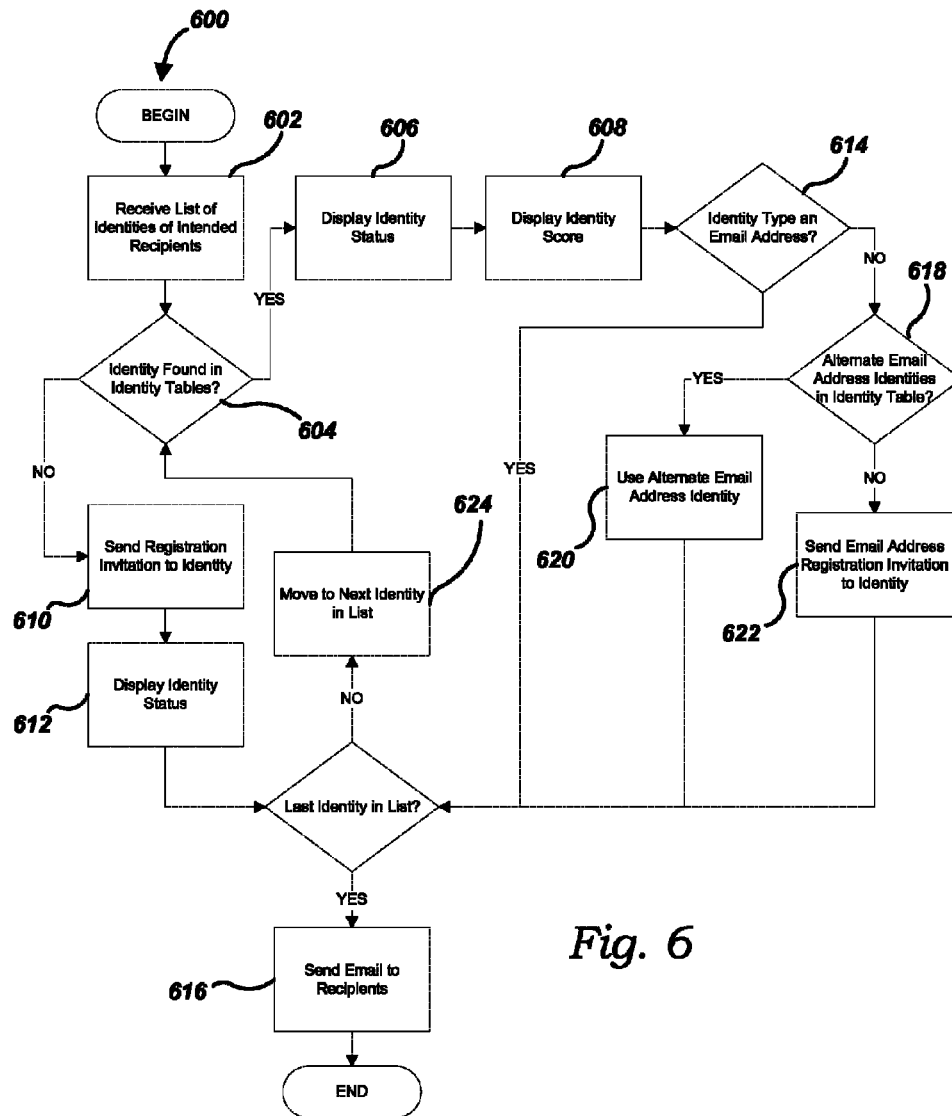 600
BEGIN
602
606
608
614
Receive List of
Identities of Intended
Recipients
Display Identity
Status
Display Identity
Score
Identity Type an
Email Address?
NO
618
YES
Identity Found in
Identity Tables?
604
Alternate Email
Address Identities
in Identity Table?
YES
NO
YES
Use Alternate Email
Address Identity
620
NO
624
Send Registration
Invitation to Identity
610
Move to Next Identity
in List
Send Email Address
Registration Invitation
to Identity
622
Display Identity
Status
612
NO
Last Identity in List?
YES
Send Email to
Recipients
616
END
Fig. 6